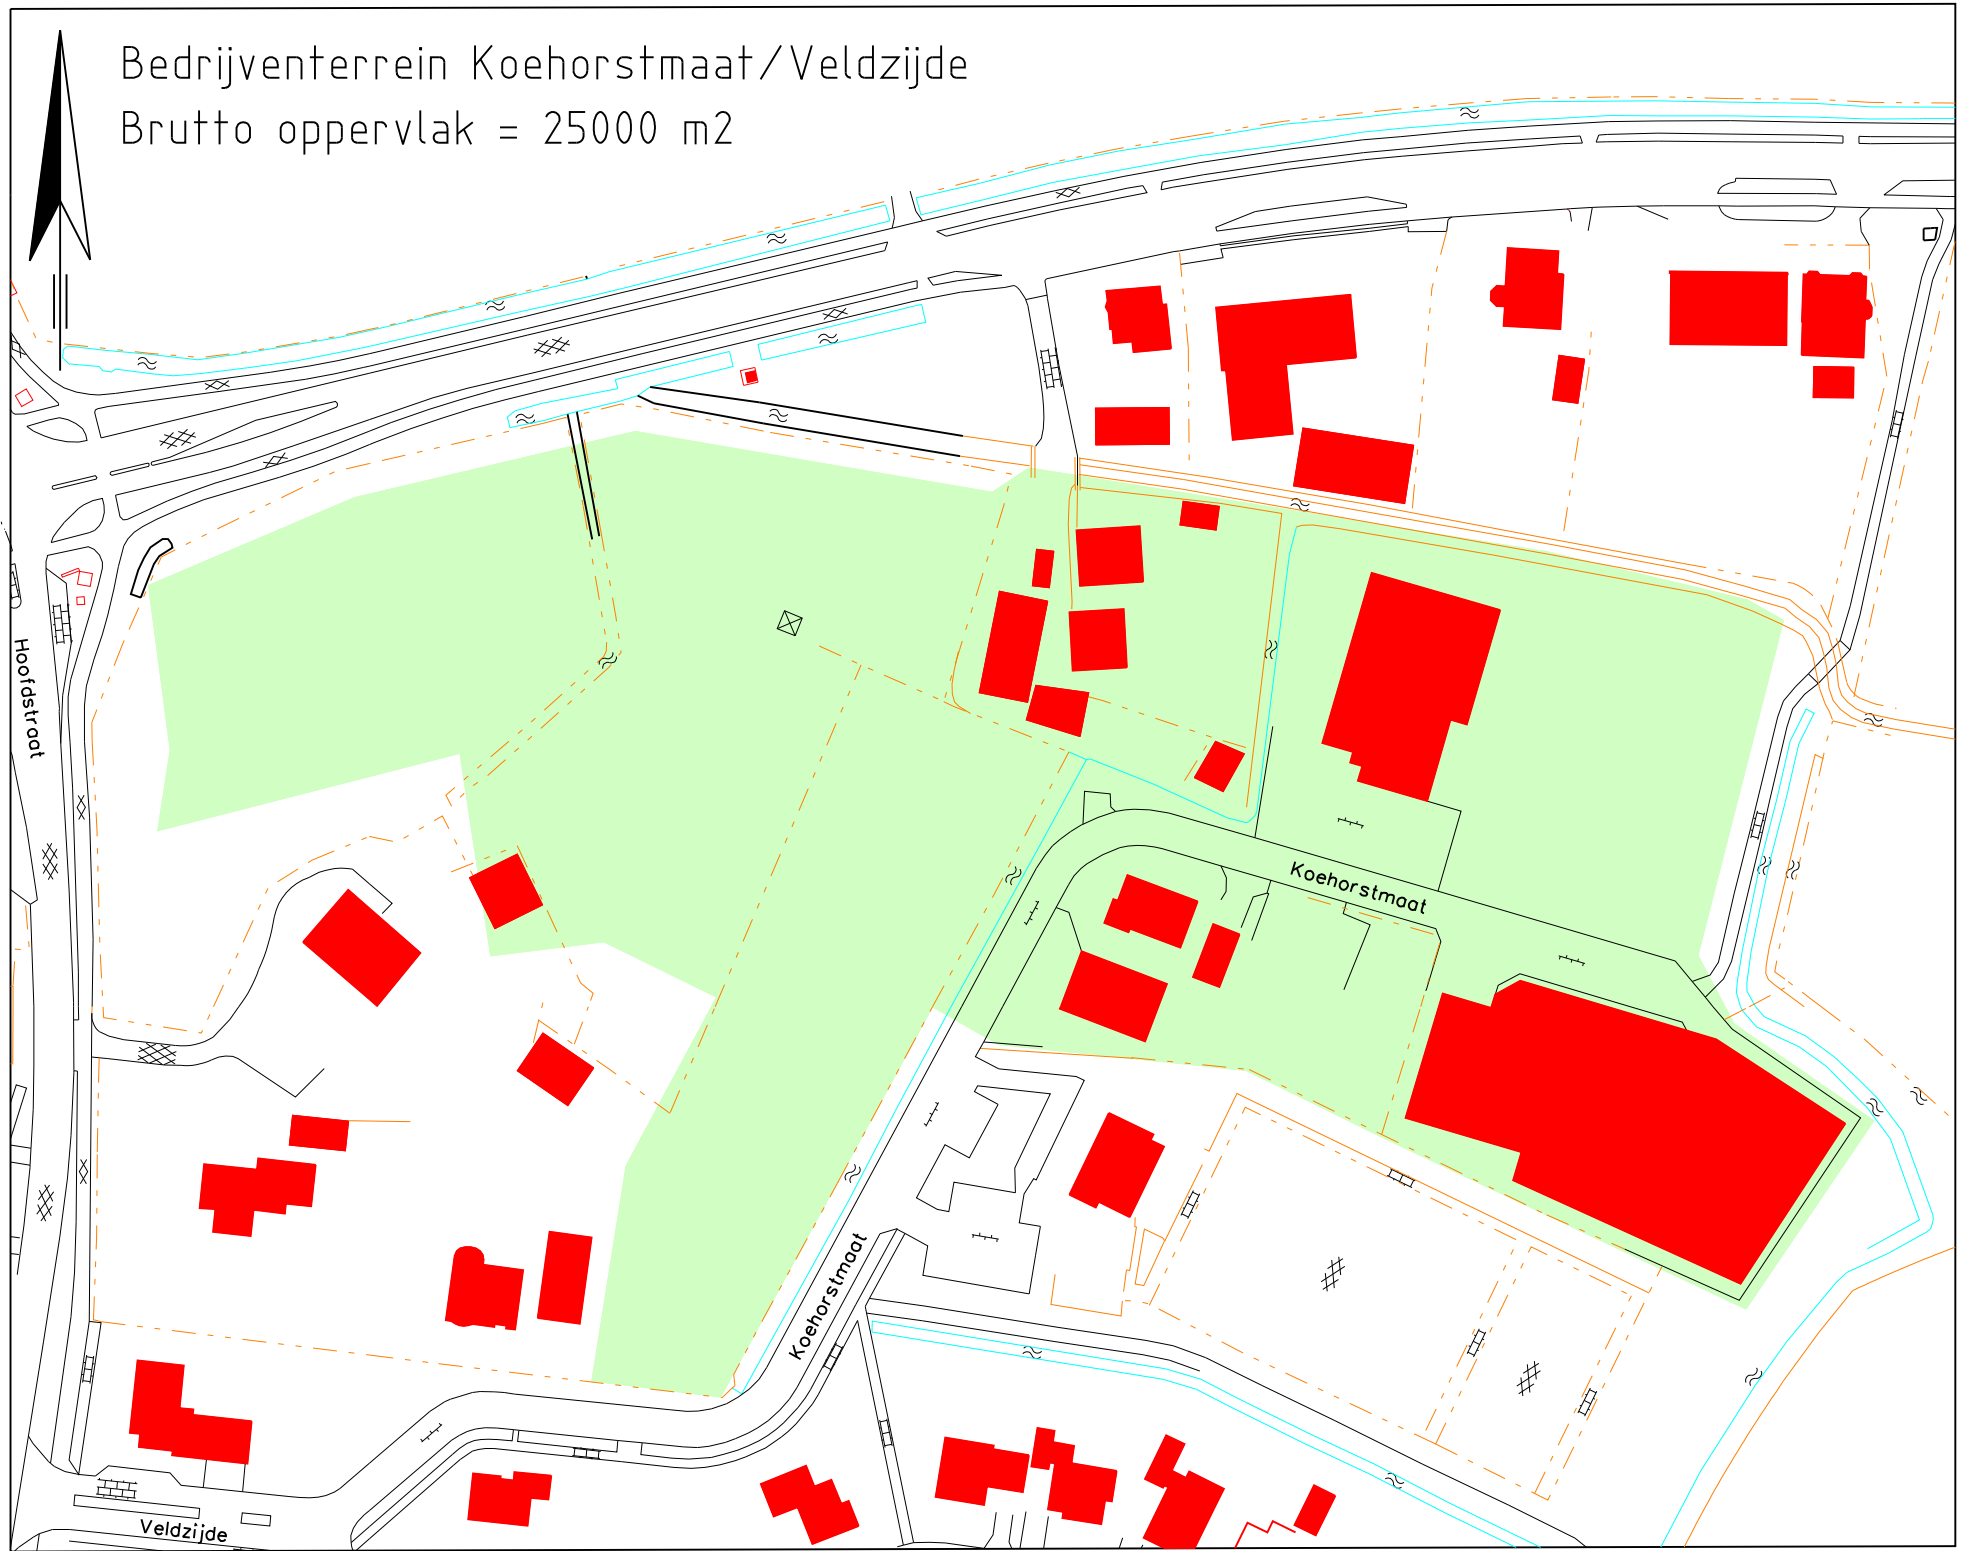 Bedrijventerrein Koehorstmaat/Veldzijde
Brutto oppervlak = 25000 m2
Hoofdstraat
Koehorstmaat
Koehorstmaat
Veldzijde